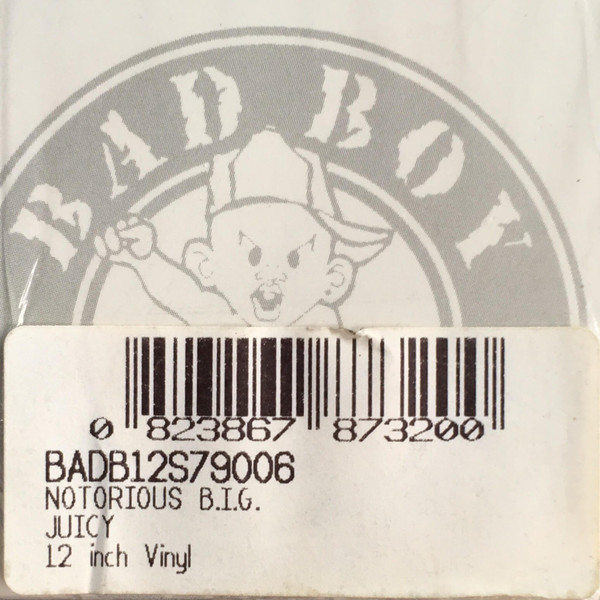 BAD BOY
0 823867 873200
BADB12S79006
NOTORIOUS B.I.G.
JUICY
12 inch Vinyl